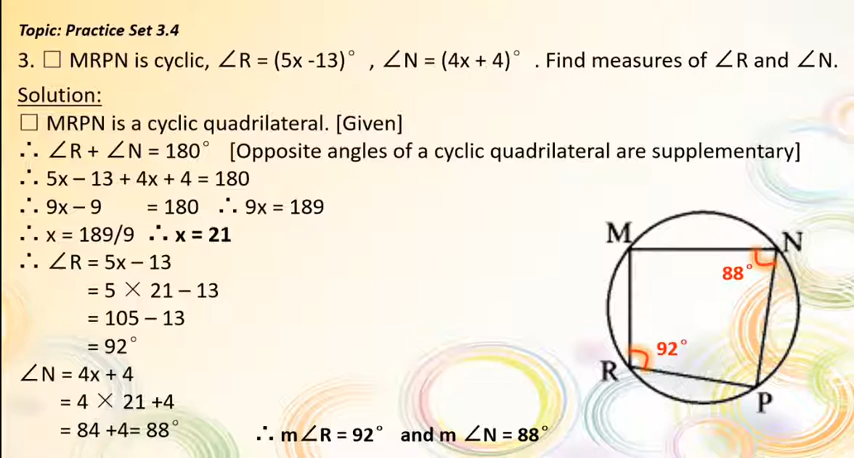 Topic: Practice Set 3.4
3. □ MRPN is cyclic, ∠R = (5x -13)° , ∠N = (4x + 4)° . Find measures of ∠R and ∠N.
Solution:
□ MRPN is a cyclic quadrilateral. [Given]
∴ ∠R + ∠N = 180° [Opposite angles of a cyclic quadrilateral are supplementary]
∴ 5x – 13 + 4x + 4 = 180
∴ 9x – 9 = 180 ∴ 9x = 189
∴ x = 189/9 ∴ x = 21
∴ ∠R = 5x – 13
= 5 × 21 – 13
= 105 – 13
= 92°
∠N = 4x + 4
= 4 × 21 +4
= 84 +4= 88°
∴ m∠R = 92° and m ∠N = 88°
M
N
88°
92°
R
P